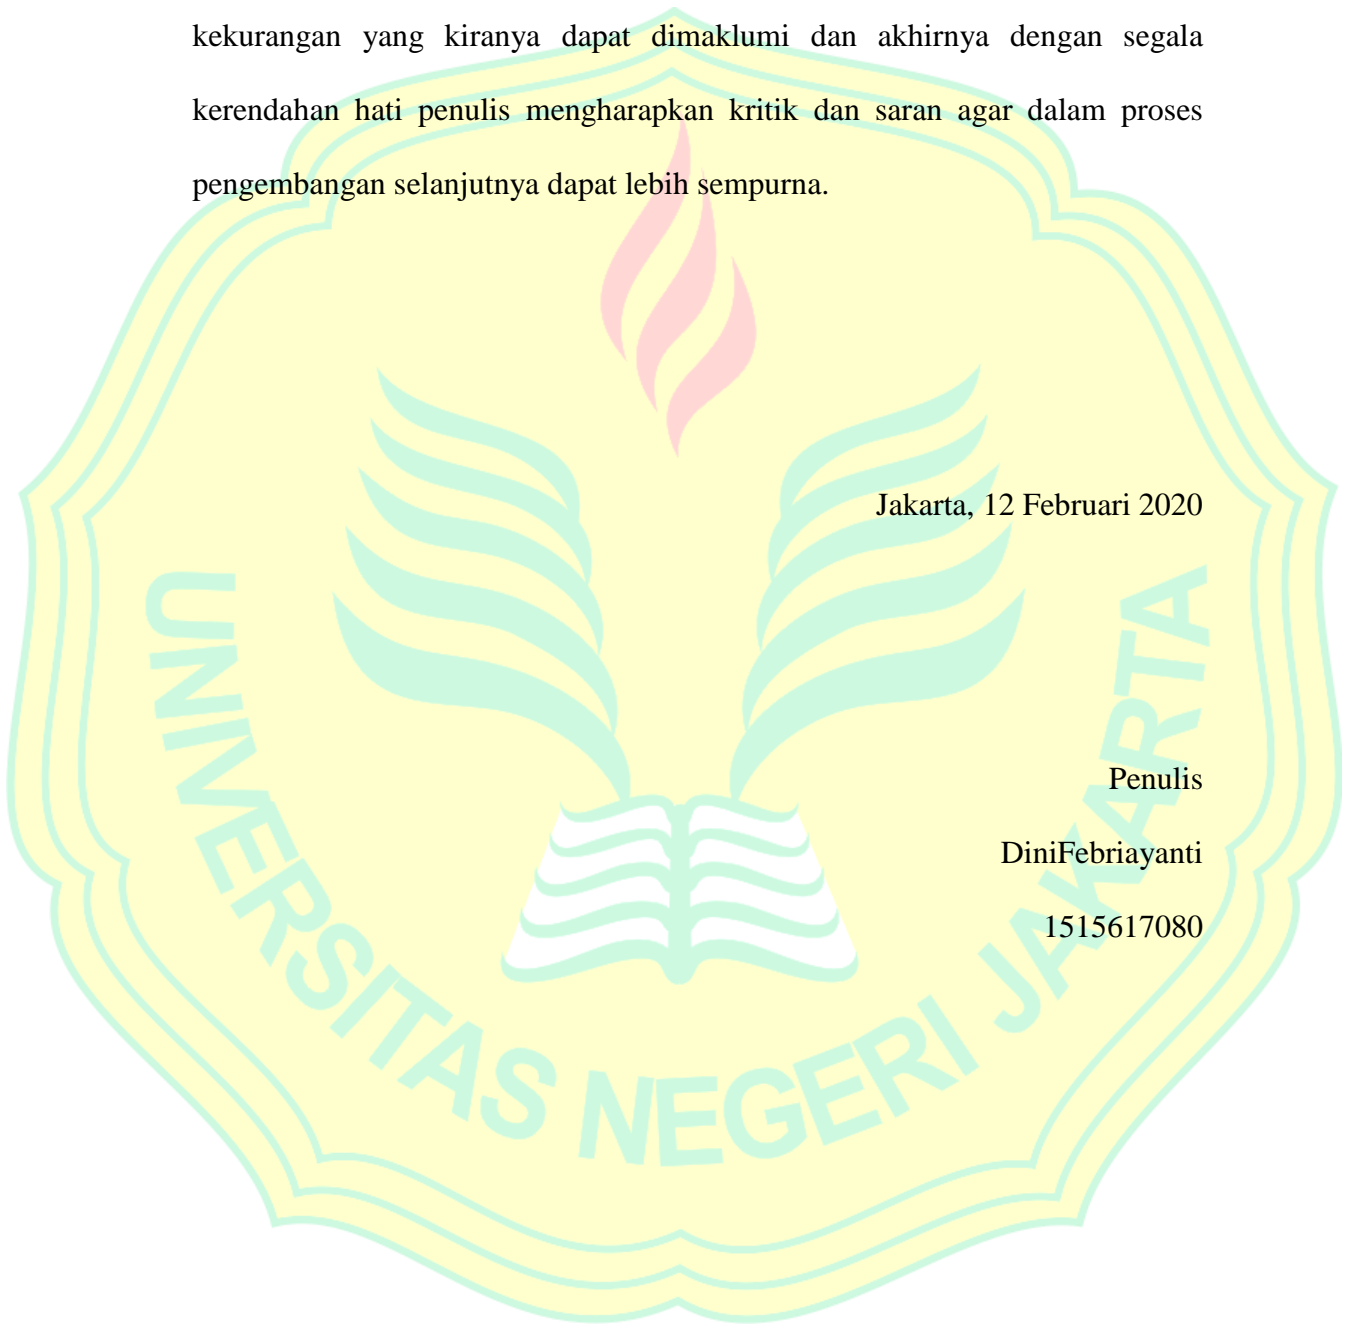 kekurangan yang kiranya dapat dimaklumi dan akhirnya dengan segala
kerendahan hati penulis mengharapkan kritik dan saran agar dalam proses
pengembangan selanjutnya dapat lebih sempurna.
Jakarta, 12 Februari 2020
Penulis
DiniFebriayanti
1515617080
UNIVERSITAS NEGERI JAKARTA